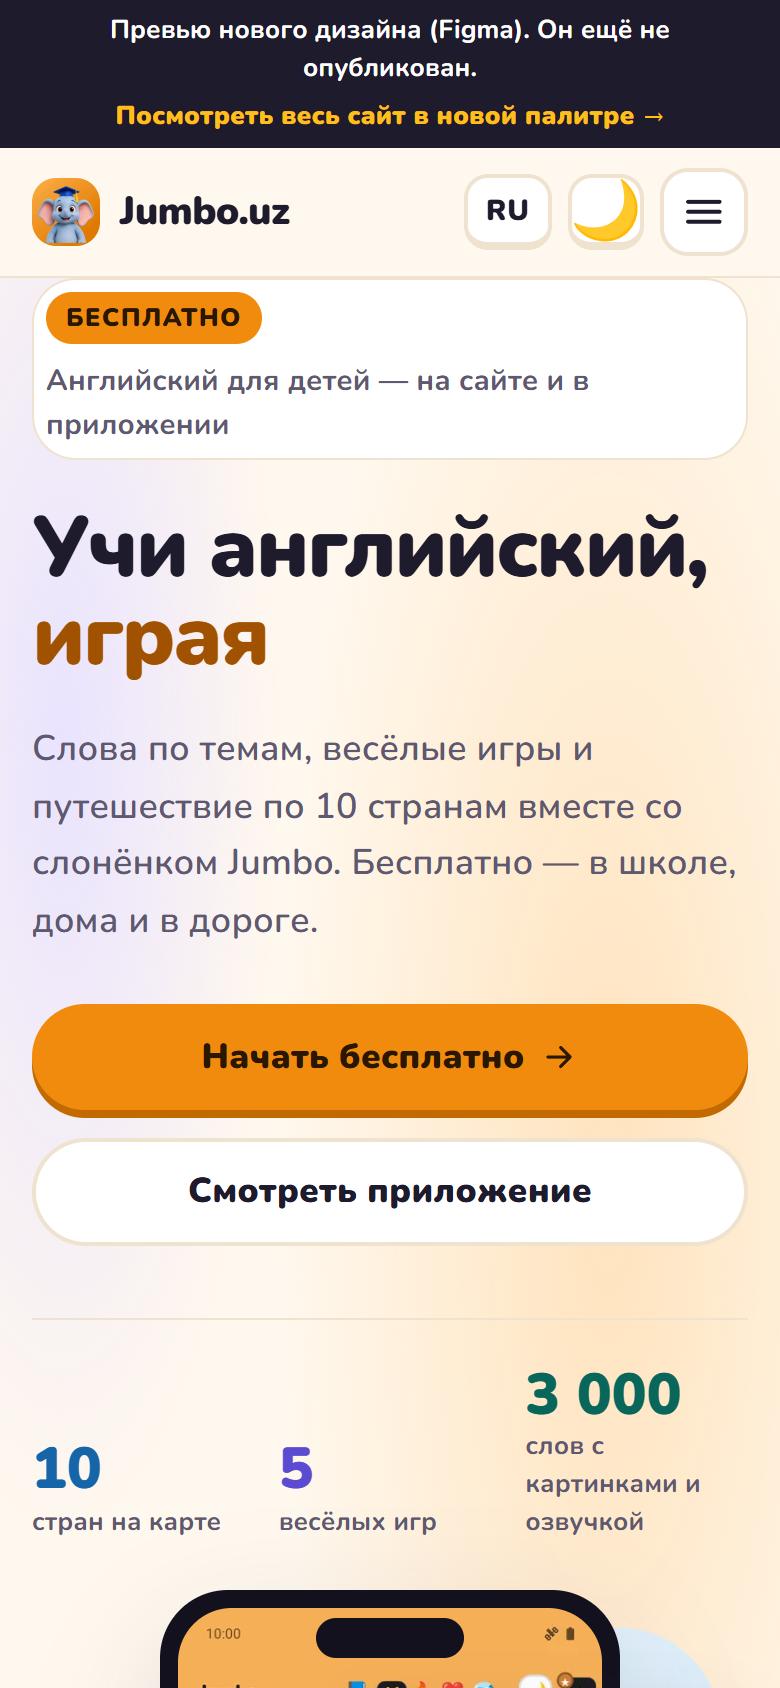 Превью нового дизайна (Figma). Он ещё не
опубликован.
Посмотреть весь сайт в новой палитре →
Jumbo.uz
RU
БЕСПЛАТНО
Английский для детей — на сайте и в
приложении
Учи английский,
играя
Слова по темам, весёлые игры и
путешествие по 10 странам вместе со
слонёнком Jumbo. Бесплатно — в школе,
дома и в дороге.
Начать бесплатно →
Смотреть приложение
10
стран на карте
5
весёлых игр
3 000
слов с
картинками и
озвучкой
10:00